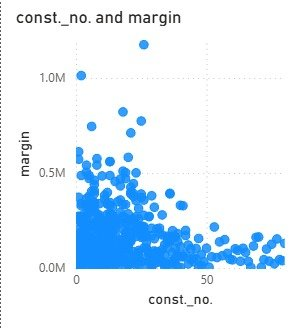 const._no. and margin
1.0M
0.5M
0.0M
margin
0
50
const._no.